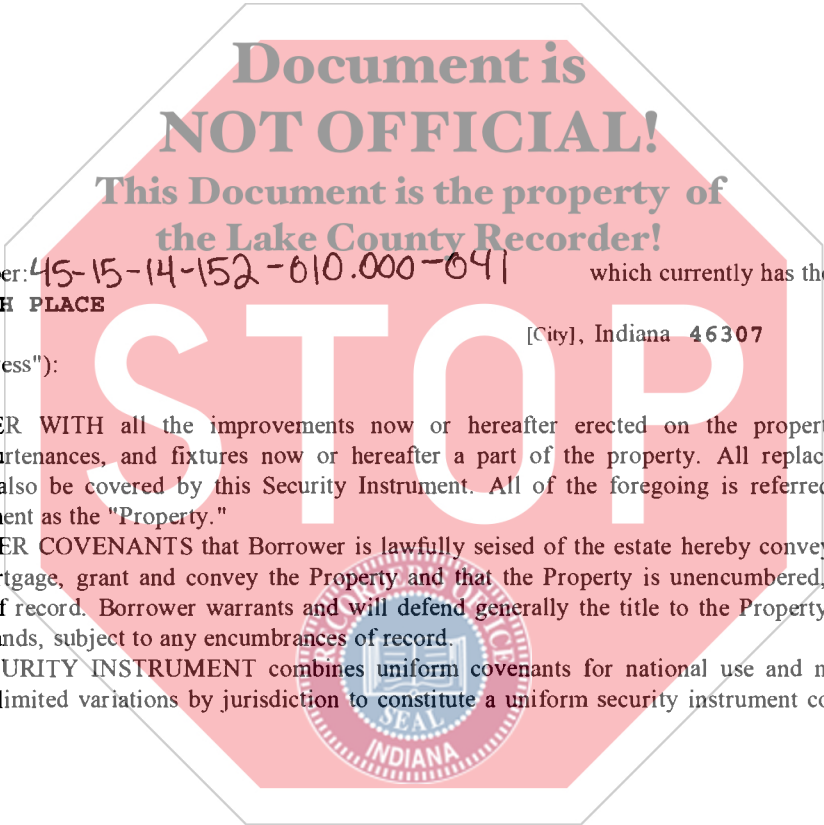 Document is
NOT OFFICIAL!
This Document is the property of
the Lake County Recorder!
er: 45-15-14-152-010.000-041 which currently has the
H PLACE
[City], Indiana 46307
ess"):
STOP
ER WITH all the improvements now or hereafter erected on the propert
rtenances, and fixtures now or hereafter a part of the property. All replac
also be covered by this Security Instrument. All of the foregoing is referred
ent as the "Property."
ER COVENANTS that Borrower is lawfully seised of the estate hereby convey
rtgage, grant and convey the Property and that the Property is unencumbered,
f record. Borrower warrants and will defend generally the title to the Property
nds, subject to any encumbrances of record.
URITY INSTRUMENT combines uniform covenants for national use and n
limited variations by jurisdiction to constitute a uniform security instrument co
RECORDER'S OFFICE
SEAL
INDIANA